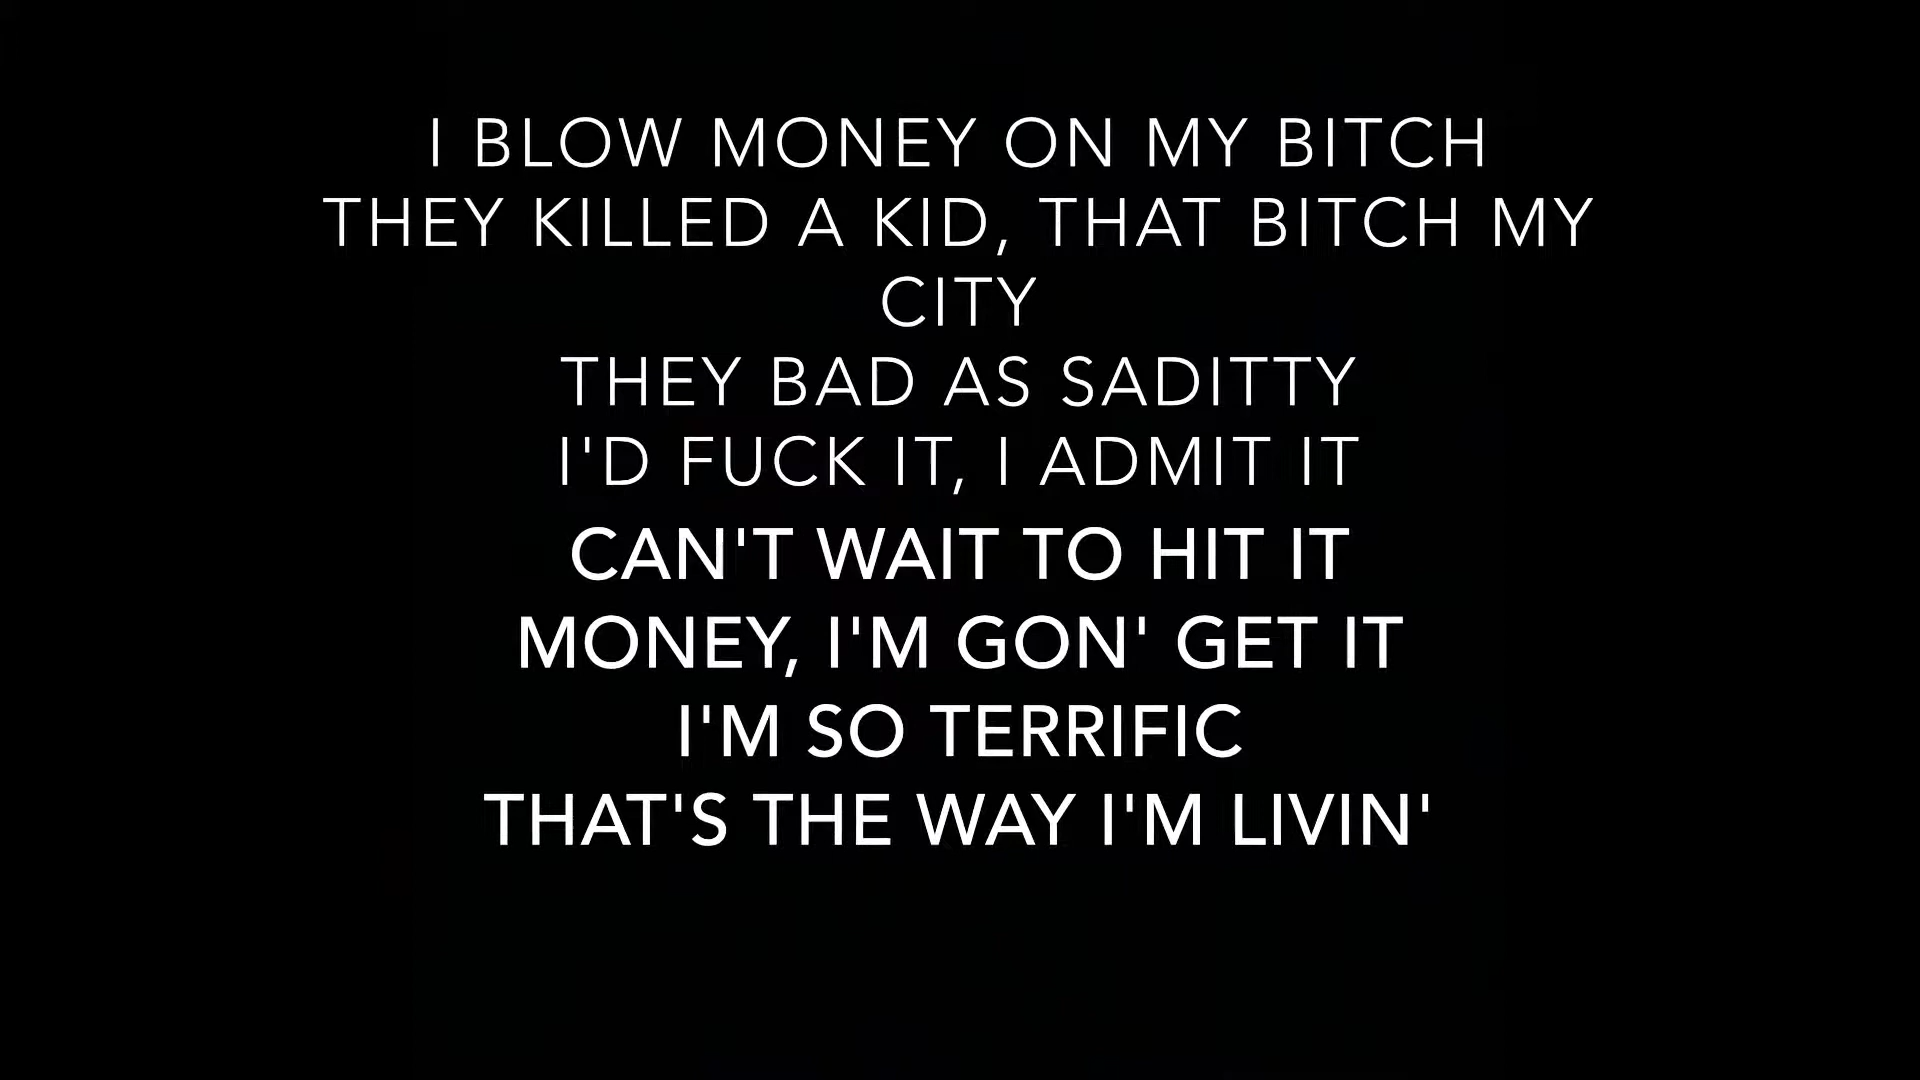 I BLOW MONEY ON MY BITCH
THEY KILLED A KID, THAT BITCH MY
CITY
THEY BAD AS SADITTY
I'D FUCK IT, I ADMIT IT
CAN'T WAIT TO HIT IT
MONEY, I'M GON' GET IT
I'M SO TERRIFIC
THAT'S THE WAY I'M LIVIN'